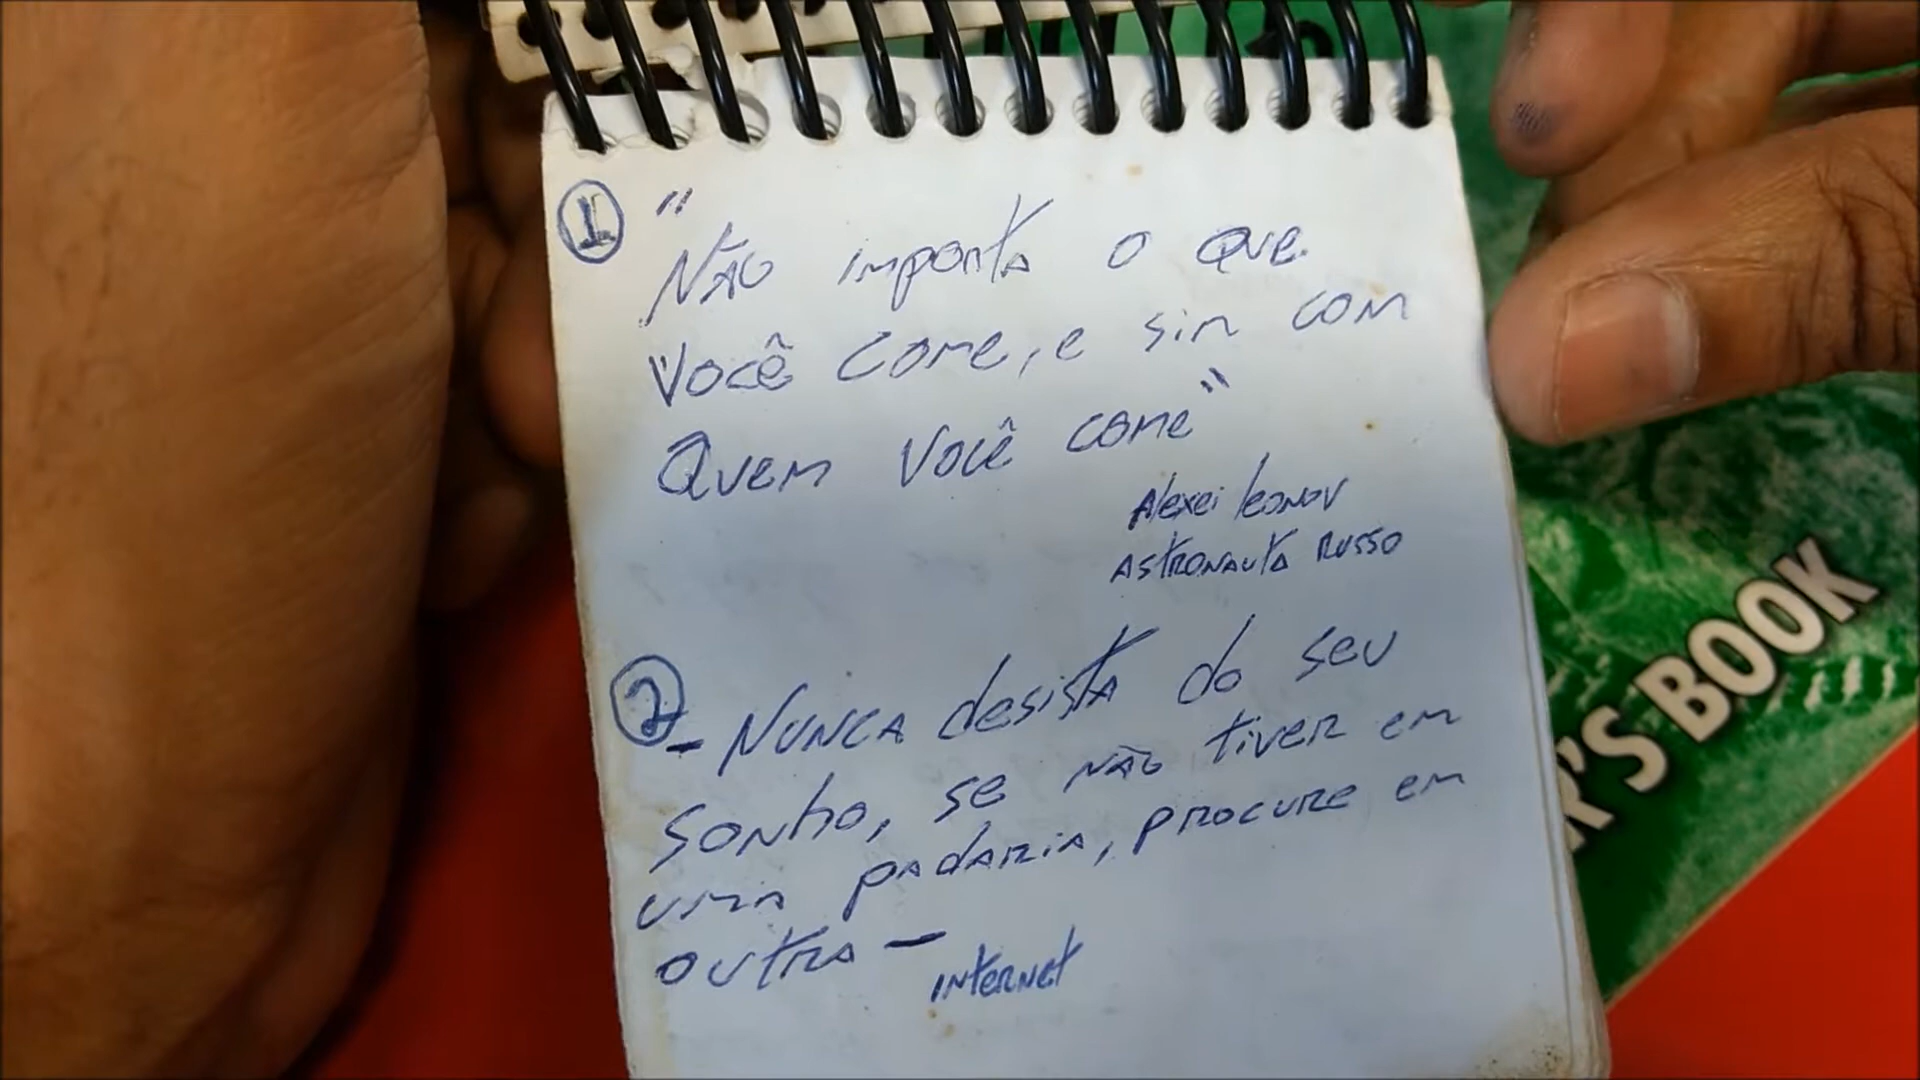 1 "
Não importa o que
você come, e sim com
quem você come"
Alexei Leonov
Astronauta Russo
2 - Nunca desista do seu
sonho, se não tiver em
uma padaria, procure em
outra -
internet
R'S BOOK